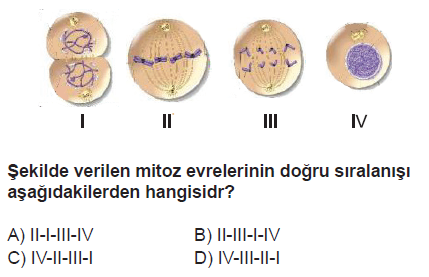 I II III IV
Şekilde verilen mitoz evrelerinin doğru sıralanışı
aşağıdakilerden hangisidr?
A) II-I-III-IV B) II-III-I-IV
C) IV-II-III-I D) IV-III-II-I